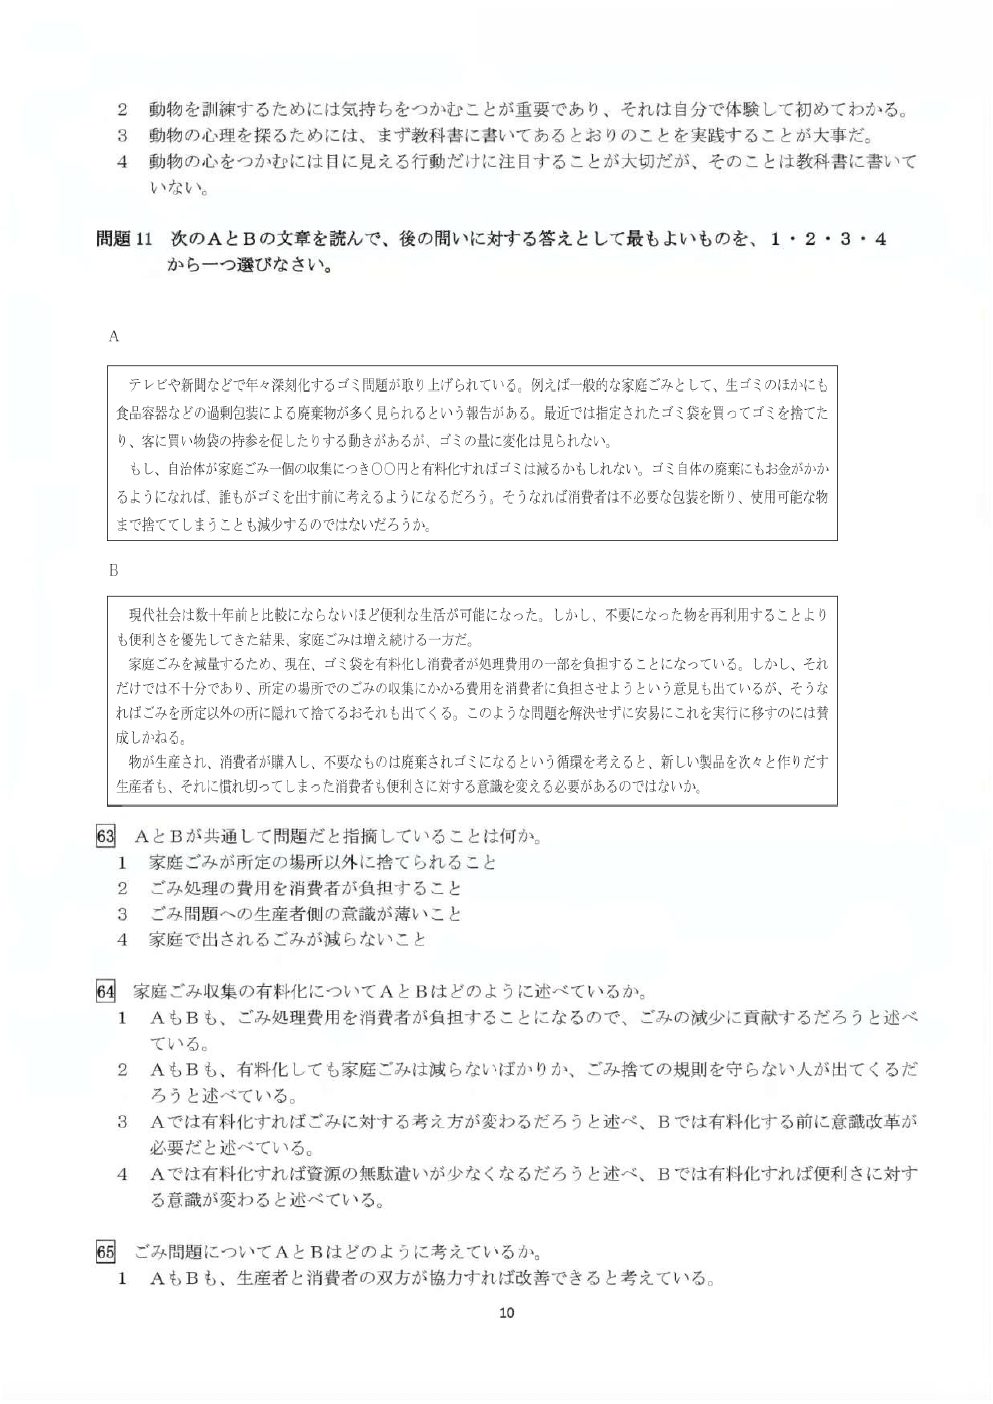 2　動物を訓練するためには気持ちをつかむことが重要であり、それは自分で体験して初めてわかる。
3　動物の心理を探るためには、まず教科書に書いてあるとおりのことを実践することが大事だ。
4　動物の心をつかむには目に見える行動だけに注目することが大切だが、そのことは教科書に書いて
いない。
問題 11　次のAとBの文章を読んで、後の問いに対する答えとして最もよいものを、1・2・3・4
から一つ選びなさい。
A
テレビや新聞などで年々深刻化するゴミ問題が取り上げられている。例えば一般的な家庭ごみとして、生ゴミのほかにも
食品容器などの過剰包装による廃棄物が多く見られるという報告がある。最近では指定されたゴミ袋を買ってゴミを捨てた
り、客に買い物袋の持参を促したりする動きがあるが、ゴミの量に変化は見られない。
もし、自治体が家庭ごみ一個の収集につき〇〇円と有料化すればゴミは減るかもしれない。ゴミ自体の廃棄にもお金がかか
るようになれば、誰もがゴミを出す前に考えるようになるだろう。そうなれば消費者は不必要な包装を断り、使用可能な物
まで捨ててしまうことも減少するのではないだろうか。
B
現代社会は数十年前と比較にならないほど便利な生活が可能になった。しかし、不要になった物を再利用することより
も便利さを優先してきた結果、家庭ごみは増え続ける一方だ。
家庭ごみを減量するため、現在、ゴミ袋を有料化し消費者が処理費用の一部を負担することになっている。しかし、それ
だけでは不十分であり、所定の場所でのごみの収集にかかる費用を消費者に負担させようという意見も出ているが、そうな
ればごみを所定以外の所に隠れて捨てるおそれも出てくる。このような問題を解決せずに安易にこれを実行に移すのには賛
成しかねる。
物が生産され、消費者が購入し、不要なものは廃棄されゴミになるという循環を考えると、新しい製品を次々と作りだす
生産者も、それに慣れ切ってしまった消費者も便利さに対する意識を変える必要があるのではないか。
63　AとBが共通して問題だと指摘していることは何か。
1　家庭ごみが所定の場所以外に捨てられること
2　ごみ処理の費用を消費者が負担すること
3　ごみ問題への生産者側の意識が薄いこと
4　家庭で出されるごみが減らないこと
64　家庭ごみ収集の有料化についてAとBはどのように述べているか。
1　AもBも、ごみ処理費用を消費者が負担することになるので、ごみの減少に貢献するだろうと述べ
ている。
2　AもBも、有料化しても家庭ごみは減らないばかりか、ごみ捨ての規則を守らない人が出てくるだ
ろうと述べている。
3　Aでは有料化すればごみに対する考え方が変わるだろうと述べ、Bでは有料化する前に意識改革が
必要だと述べている。
4　Aでは有料化すれば資源の無駄遣いが少なくなるだろうと述べ、Bでは有料化すれば便利さに対す
る意識が変わると述べている。
65　ごみ問題についてAとBはどのように考えているか。
1　AもBも、生産者と消費者の双方が協力すれば改善できると考えている。
10